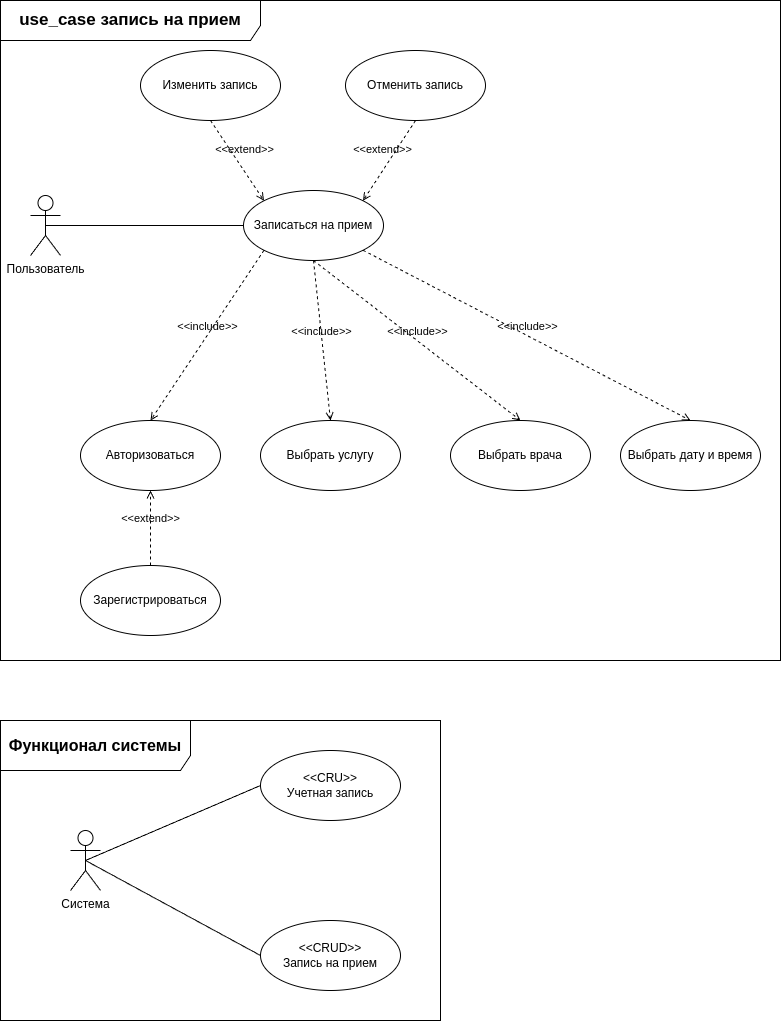 use_case запись на прием
Изменить запись
Отменить запись
<<extend>>
<<extend>>
Записаться на прием
Пользователь
<<include>>
<<include>>
<<include>>
<<include>>
Авторизоваться
Выбрать услугу
Выбрать врача
Выбрать дату и время
<<extend>>
Зарегистрироваться
Функционал системы
<<CRU>>
Учетная запись
Система
<<CRUD>>
Запись на прием